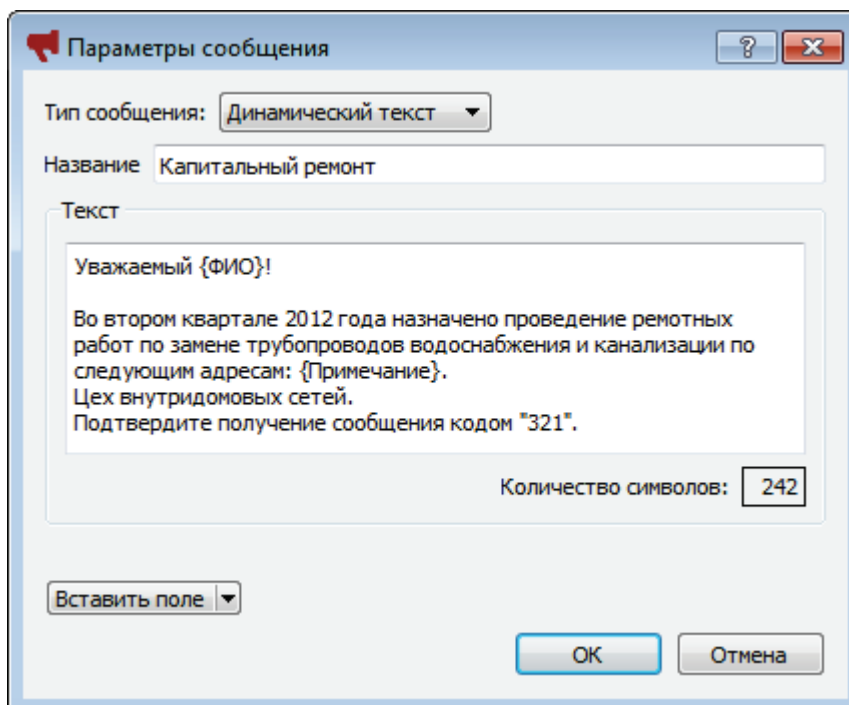 Параметры сообщения
Тип сообщения: Динамический текст
Название Капитальный ремонт
Текст
Уважаемый {ФИО}!
Во втором квартале 2012 года назначено проведение ремотных
работ по замене трубопроводов водоснабжения и канализации по
следующим адресам: {Примечание}.
Цех внутридомовых сетей.
Подтвердите получение сообщения кодом "321".
Количество символов: 242
Вставить поле
ОК Отмена